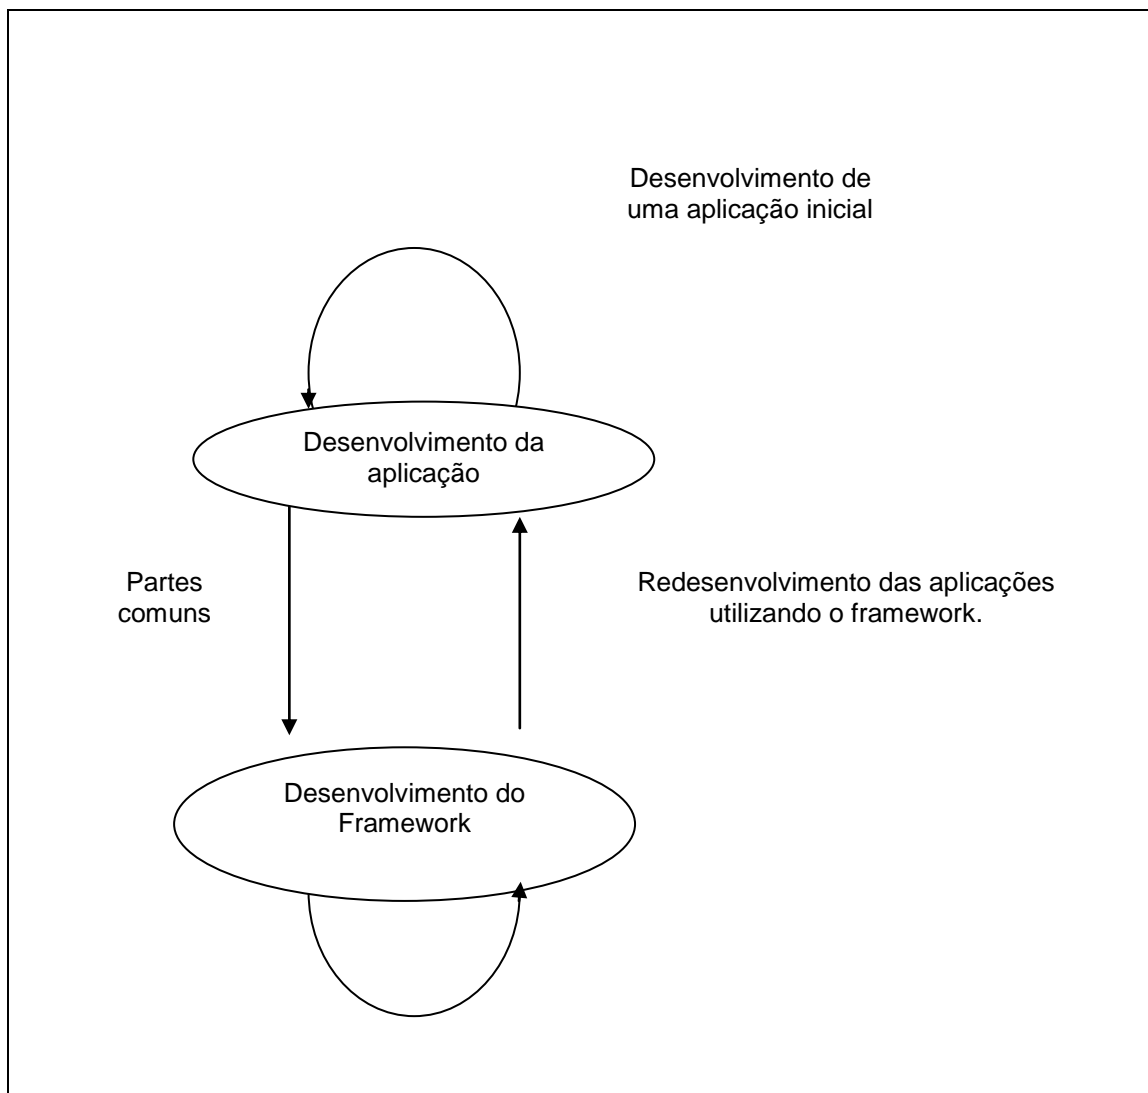 Desenvolvimento de
uma aplicação inicial
Desenvolvimento da
aplicação
Partes
comuns
Redesenvolvimento das aplicações
utilizando o framework.
Desenvolvimento do
Framework